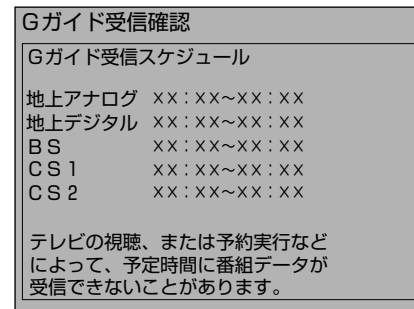 Gガイド受信確認
Gガイド受信スケジュール
地上アナログ ××:××~××:××
地上デジタル ××:××~××:××
BS ××:××~××:××
CS1 ××:××~××:××
CS2 ××:××~××:××
テレビの視聴、または予約実行など
によって、予定時間に番組データが
受信できないことがあります。